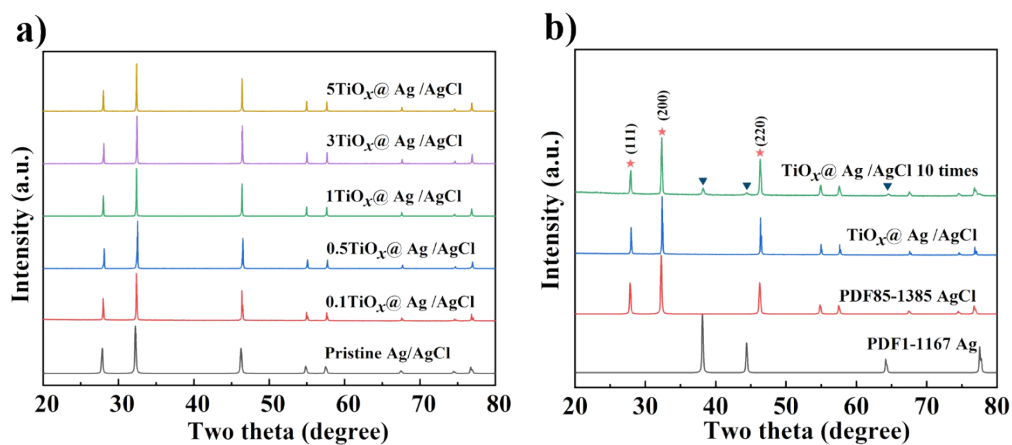 a)
5TiOx@ Ag /AgCl
3TiOx@ Ag /AgCl
1TiOx@ Ag /AgCl
0.5TiOx@ Ag /AgCl
0.1TiOx@ Ag /AgCl
Pristine Ag/AgCl
Intensity (a.u.)
20 30 40 50 60 70 80
Two theta (degree)
b)
(111)
(200)
(220)
TiOx@ Ag /AgCl 10 times
TiOx@ Ag /AgCl
PDF85-1385 AgCl
PDF1-1167 Ag
Intensity (a.u.)
20 30 40 50 60 70 80
Two theta (degree)